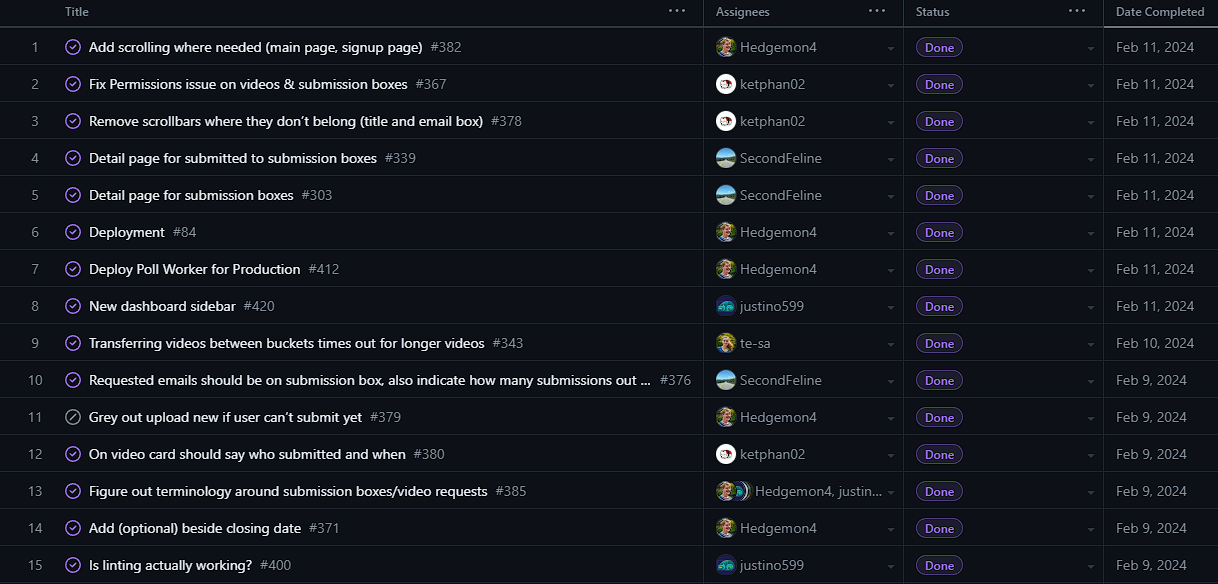 Title ... Assignees ... Status ... Date Completed
1 Add scrolling where needed (main page, signup page) #382 Hedgemon4 Done Feb 11, 2024
2 Fix Permissions issue on videos & submission boxes #367 ketphan02 Done Feb 11, 2024
3 Remove scrollbars where they don’t belong (title and email box) #378 ketphan02 Done Feb 11, 2024
4 Detail page for submitted to submission boxes #339 SecondFeline Done Feb 11, 2024
5 Detail page for submission boxes #303 SecondFeline Done Feb 11, 2024
6 Deployment #84 Hedgemon4 Done Feb 11, 2024
7 Deploy Poll Worker for Production #412 Hedgemon4 Done Feb 11, 2024
8 New dashboard sidebar #420 justino599 Done Feb 11, 2024
9 Transferring videos between buckets times out for longer videos #343 te-sa Done Feb 10, 2024
10 Requested emails should be on submission box, also indicate how many submissions out ... #376 SecondFeline Done Feb 9, 2024
11 Grey out upload new if user can’t submit yet #379 Hedgemon4 Done Feb 9, 2024
12 On video card should say who submitted and when #380 ketphan02 Done Feb 9, 2024
13 Figure out terminology around submission boxes/video requests #385 Hedgemon4, justin... Done Feb 9, 2024
14 Add (optional) beside closing date #371 Hedgemon4 Done Feb 9, 2024
15 Is linting actually working? #400 justino599 Done Feb 9, 2024